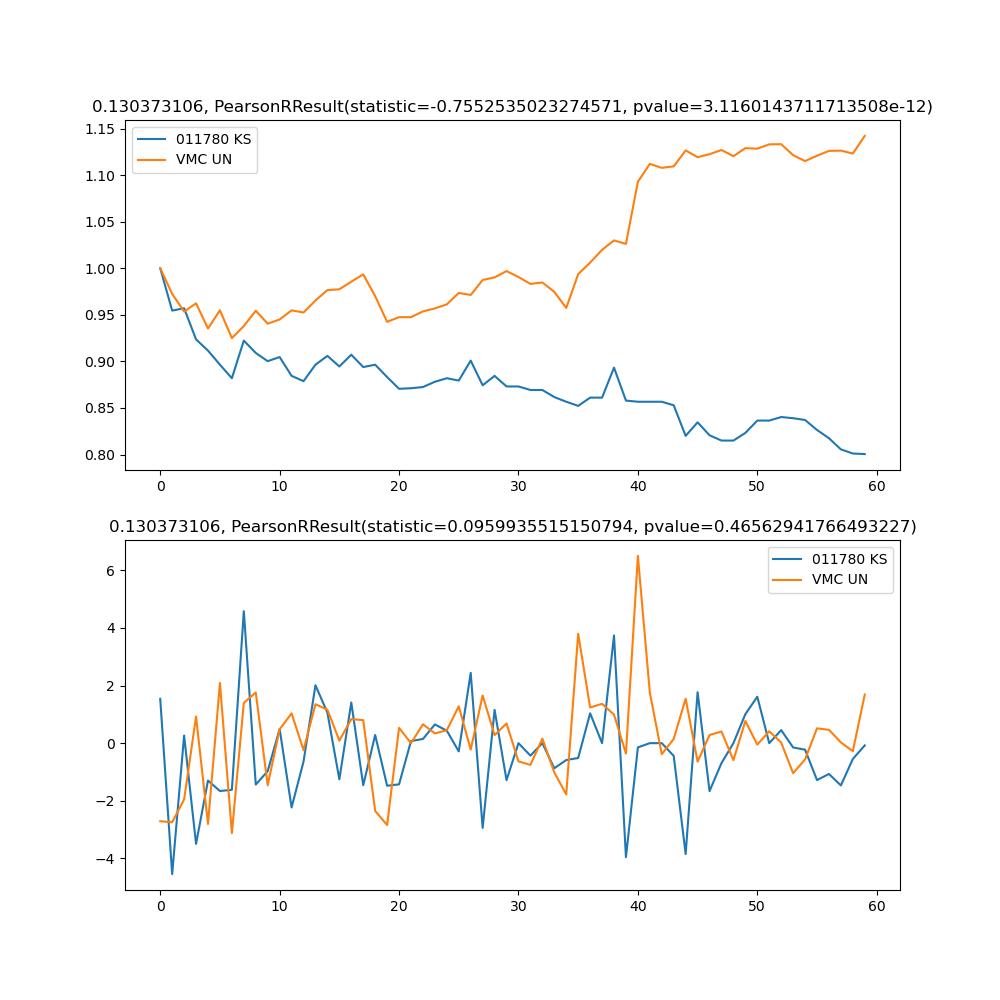 0.130373106, PearsonRResult(statistic=-0.7552535023274571, pvalue=3.1160143711713508e-12)
011780 KS
VMC UN
1.15
1.10
1.05
1.00
0.95
0.90
0.85
0.80
0 10 20 30 40 50 60
0.130373106, PearsonRResult(statistic=0.0959935515150794, pvalue=0.46562941766493227)
011780 KS
VMC UN
6
4
2
0
−2
−4
0 10 20 30 40 50 60